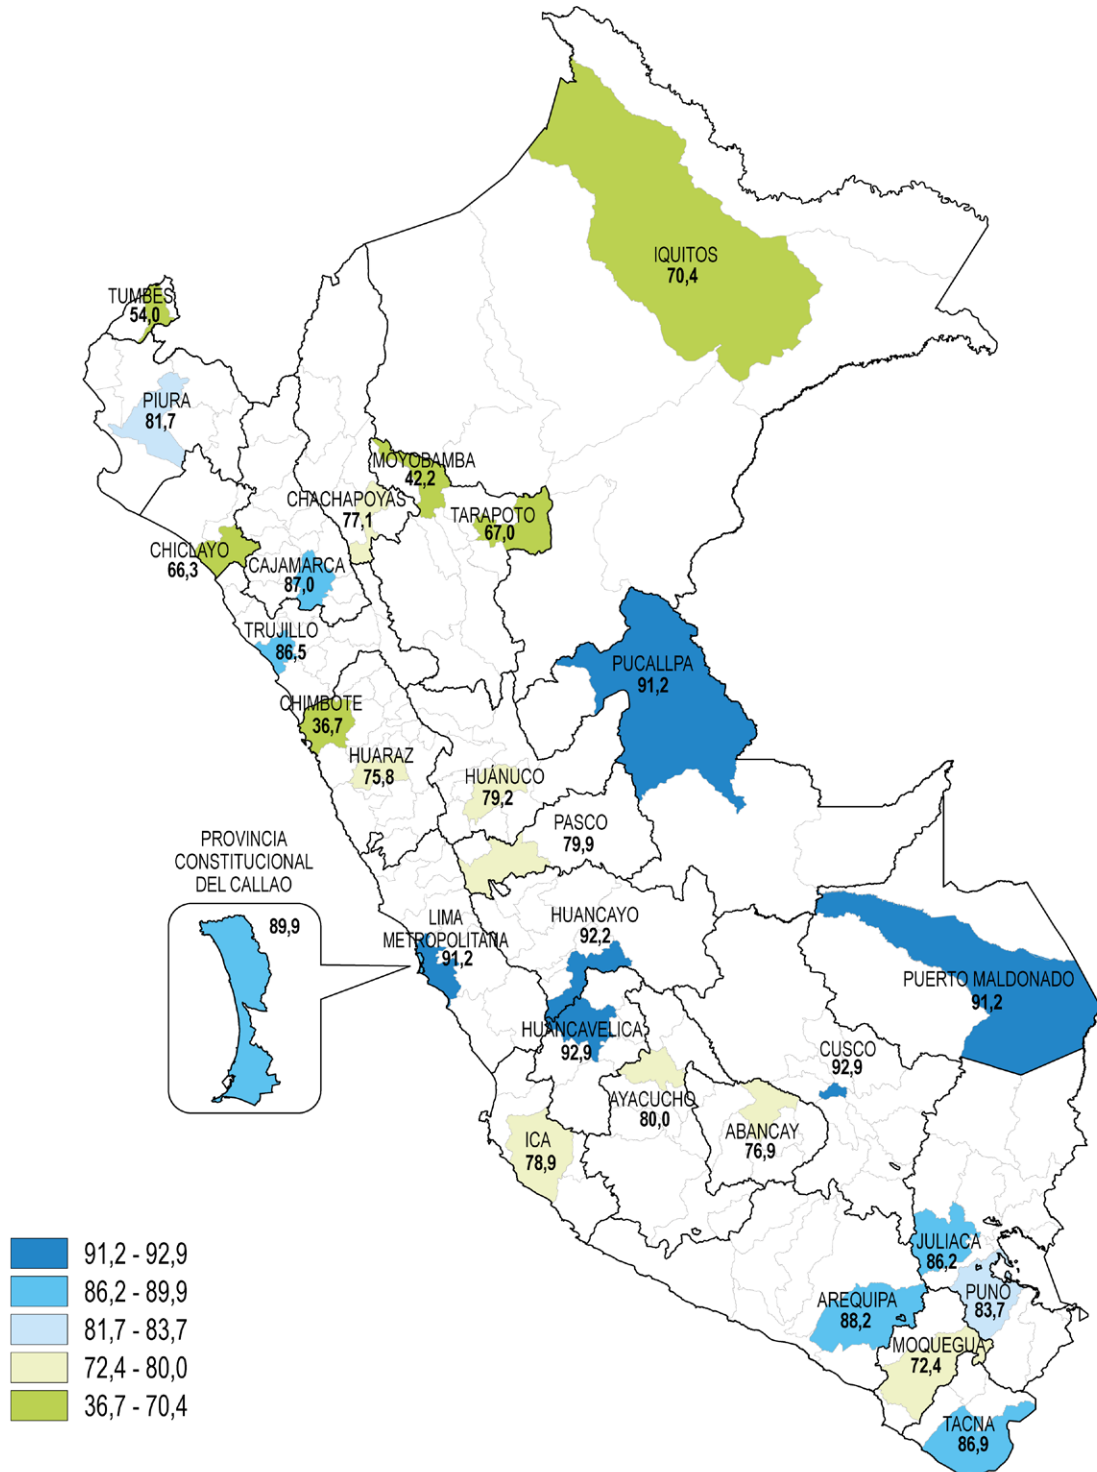 IQUITOS
70,4
TUMBES
54,0
PIURA
81,7
MOYOBAMBA
42,2
CHACHAPOYAS
77,1
TARAPOTO
67,0
CHICLAYO
66,3
CAJAMARCA
87,0
TRUJILLO
86,5
PUCALLPA
91,2
CHIMBOTE
36,7
HUARAZ
75,8
HUÁNUCO
79,2
PASCO
79,9
PROVINCIA
CONSTITUCIONAL
DEL CALLAO
89,9
LIMA
METROPOLITANA
91,2
HUANCAYO
92,2
PUERTO MALDONADO
91,2
HUANCAVELICA
92,9
CUSCO
92,9
AYACUCHO
80,0
ABANCAY
76,9
ICA
78,9
JULIACA
86,2
PUNO
83,7
AREQUIPA
88,2
MOQUEGUA
72,4
TACNA
86,9
91,2 - 92,9
86,2 - 89,9
81,7 - 83,7
72,4 - 80,0
36,7 - 70,4